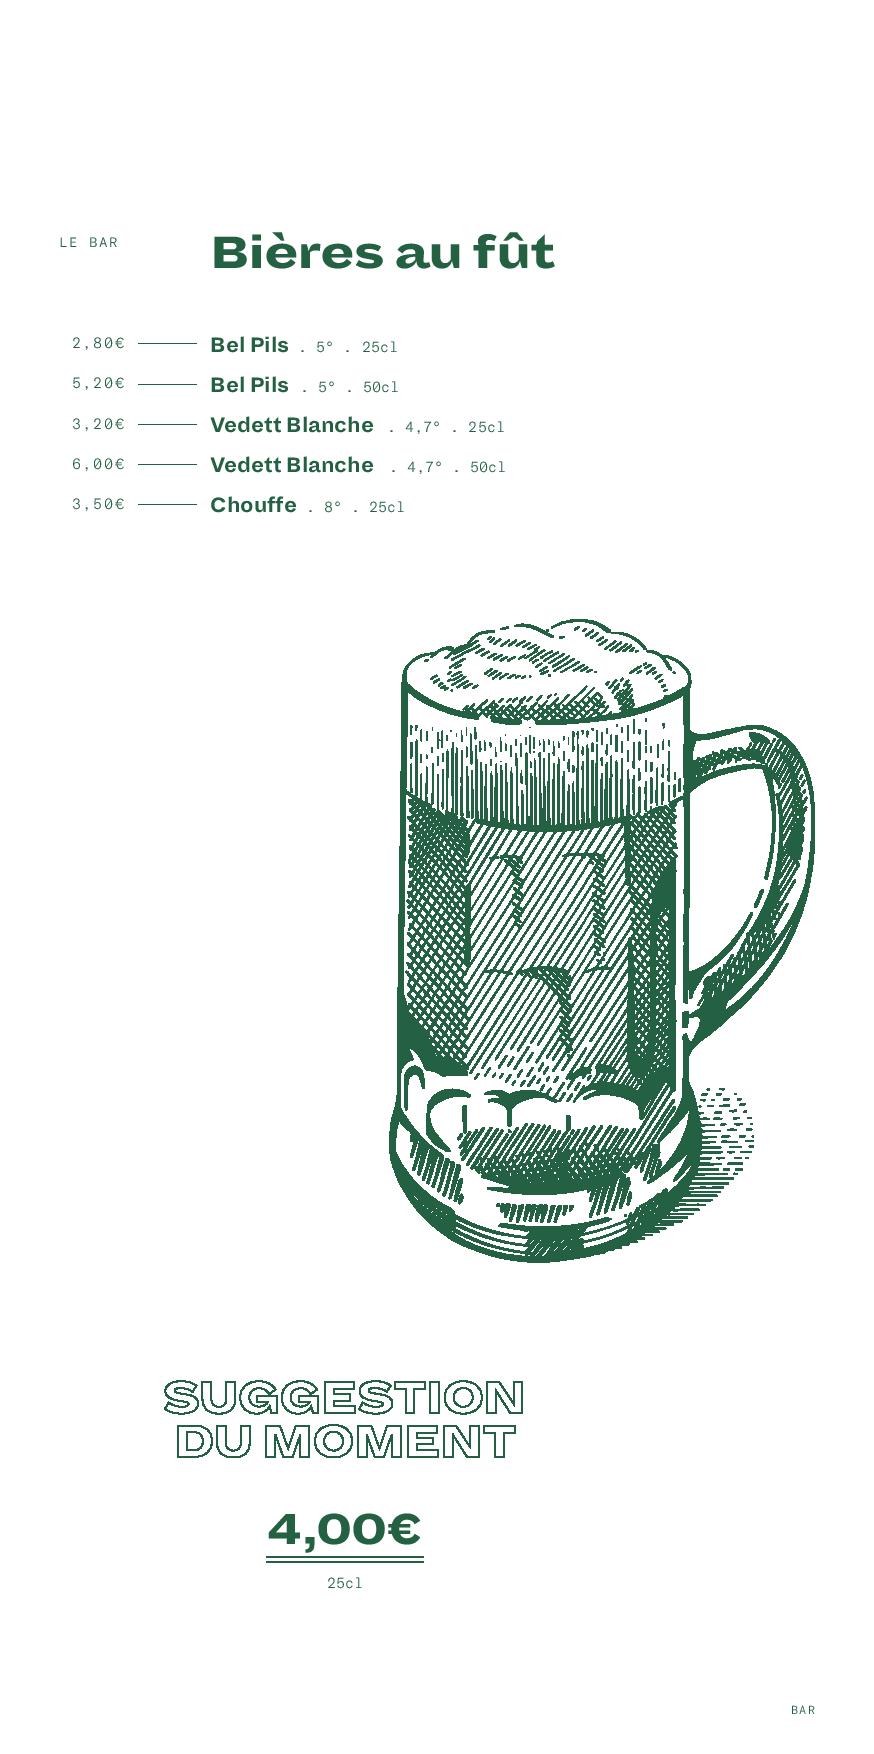 LE BAR
Bières au fût
2,80€ Bel Pils . 5° . 25cl
5,20€ Bel Pils . 5° . 50cl
3,20€ Vedett Blanche . 4,7° . 25cl
6,00€ Vedett Blanche . 4,7° . 50cl
3,50€ Chouffe . 8° . 25cl
SUGGESTION
DU MOMENT
4,00€
25cl
BAR